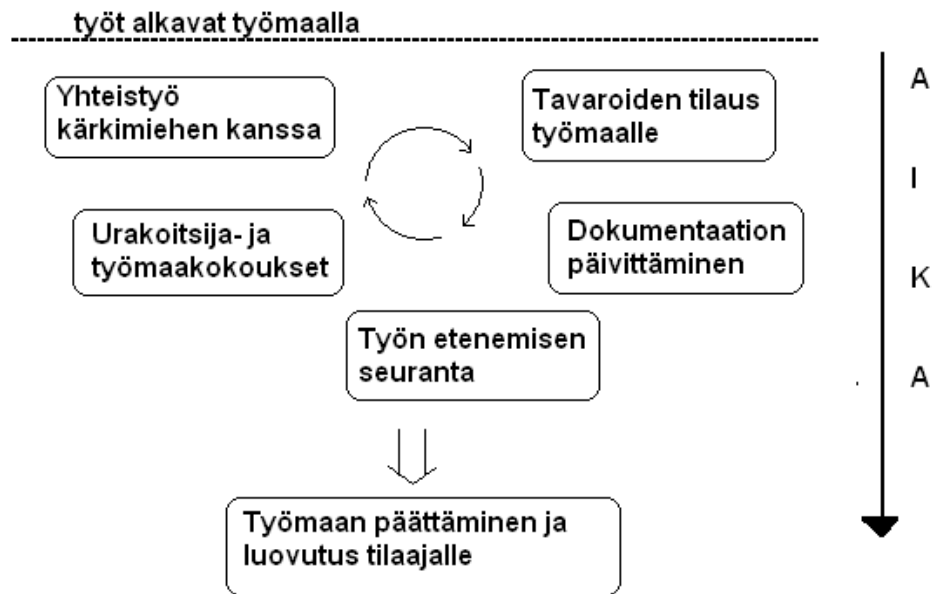 työt alkavat työmaalla
Yhteistyö
kärkimiehen kanssa
Tavaroiden tilaus
työmaalle
Urakoitsija- ja
työmaakokoukset
Dokumentaation
päivittäminen
Työn etenemisen
seuranta
Työmaan päättäminen ja
luovutus tilaajalle
A
I
K
A